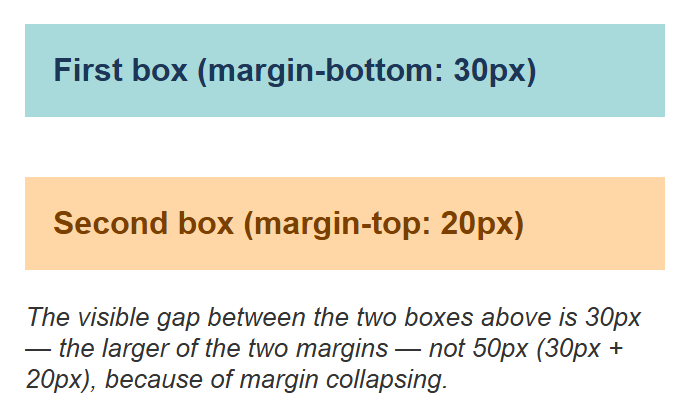 First box (margin-bottom: 30px)
Second box (margin-top: 20px)
The visible gap between the two boxes above is 30px
— the larger of the two margins — not 50px (30px +
20px), because of margin collapsing.